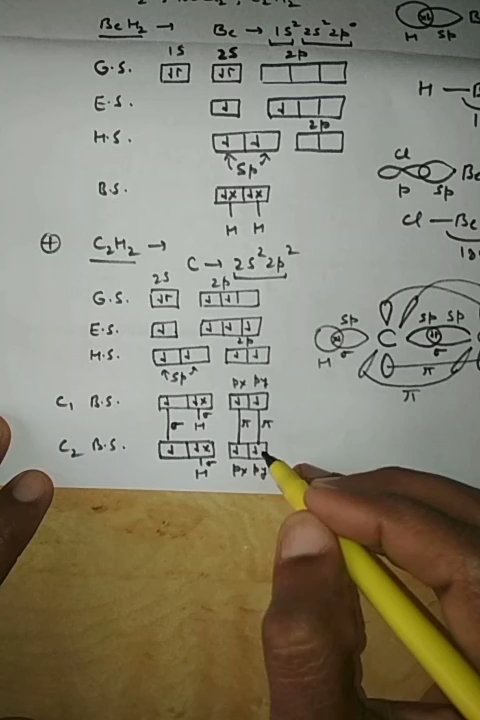 BeH2 → Be → 1s² 2s² 2p⁰
1s 2s 2p
G.S.
E.S.
2p
H.S.
sp
B.S.
H H
⊕ C2H2 →
C → 2s² 2p²
2s 2p
G.S.
E.S.
2p
H.S.
sp
px py
C1 B.S.
σ H σ π π
C2 B.S.
H σ px py
H sp
H —
Cl
p sp Be
Cl — Be
sp sp sp
H σ C σ
π
π